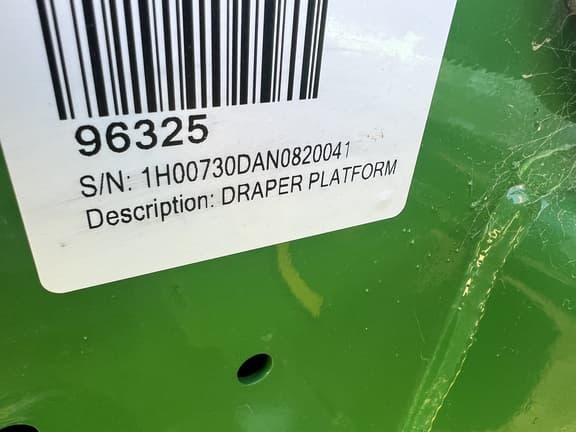 96325
S/N: 1H00730DAN0820041
Description: DRAPER PLATFORM